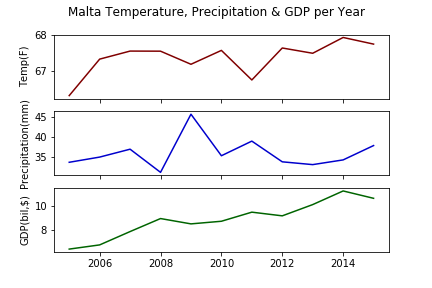 Malta Temperature, Precipitation & GDP per Year
68
67
Temp(F)
45
40
35
Precipitation(mm)
10
8
GDP(bil,$)
2006 2008 2010 2012 2014